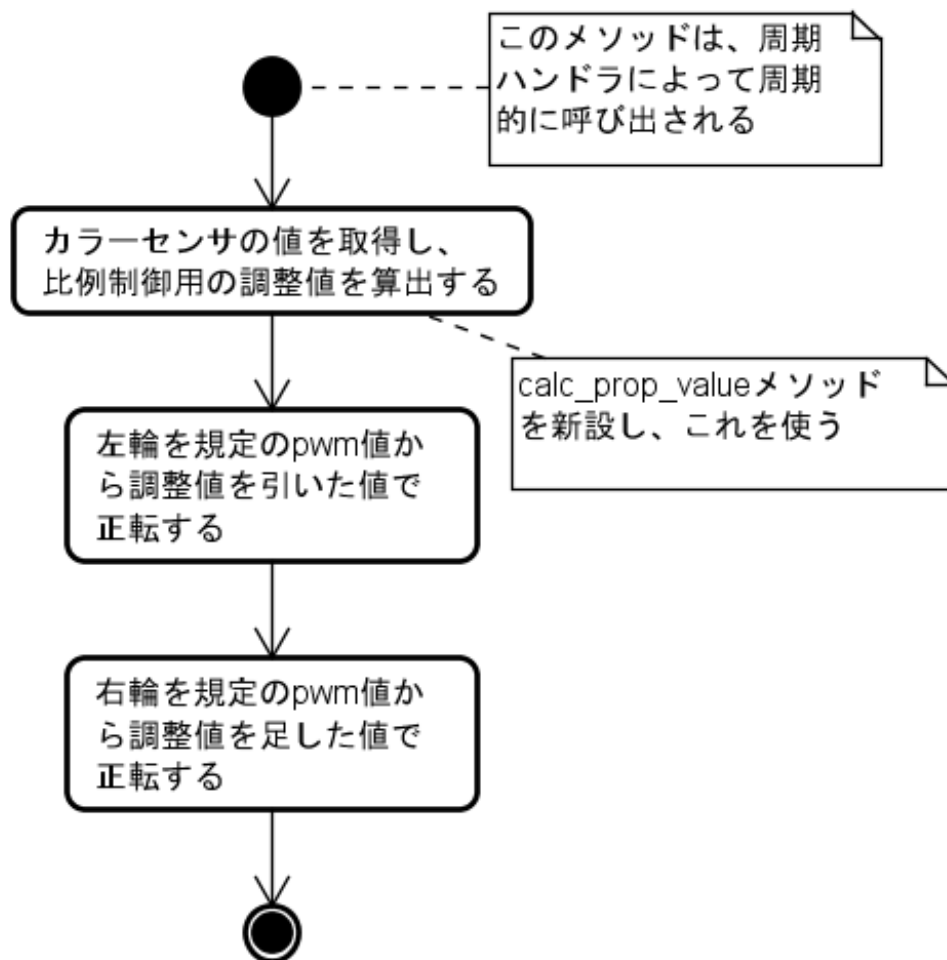 このメソッドは、周期
ハンドラによって周期
的に呼び出される
カラーセンサの値を取得し、
比例制御用の調整値を算出する
calc_prop_valueメソッド
を新設し、これを使う
左輪を規定のpwm値か
ら調整値を引いた値で
正転する
右輪を規定のpwm値か
ら調整値を足した値で
正転する